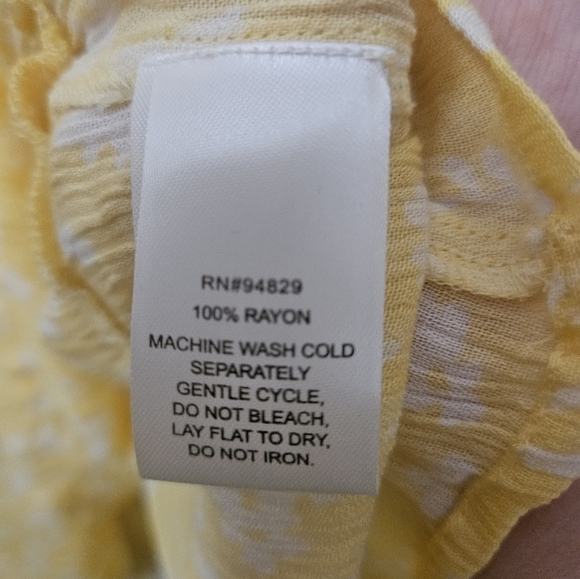 RN#94829
100% RAYON
MACHINE WASH COLD
SEPARATELY
GENTLE CYCLE,
DO NOT BLEACH,
LAY FLAT TO DRY,
DO NOT IRON.